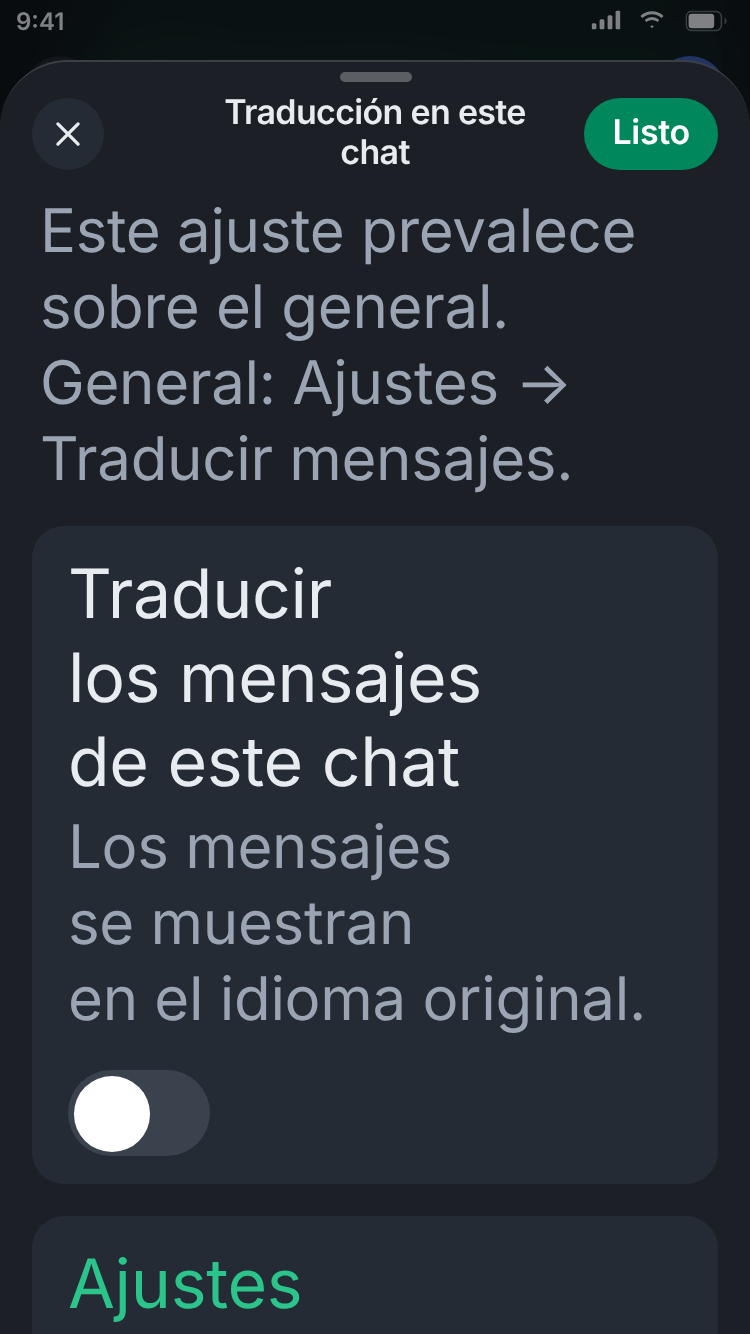 9:41
Traducción en este
chat
Listo
Este ajuste prevalece
sobre el general.
General: Ajustes →
Traducir mensajes.
Traducir
los mensajes
de este chat
Los mensajes
se muestran
en el idioma original.
Ajustes